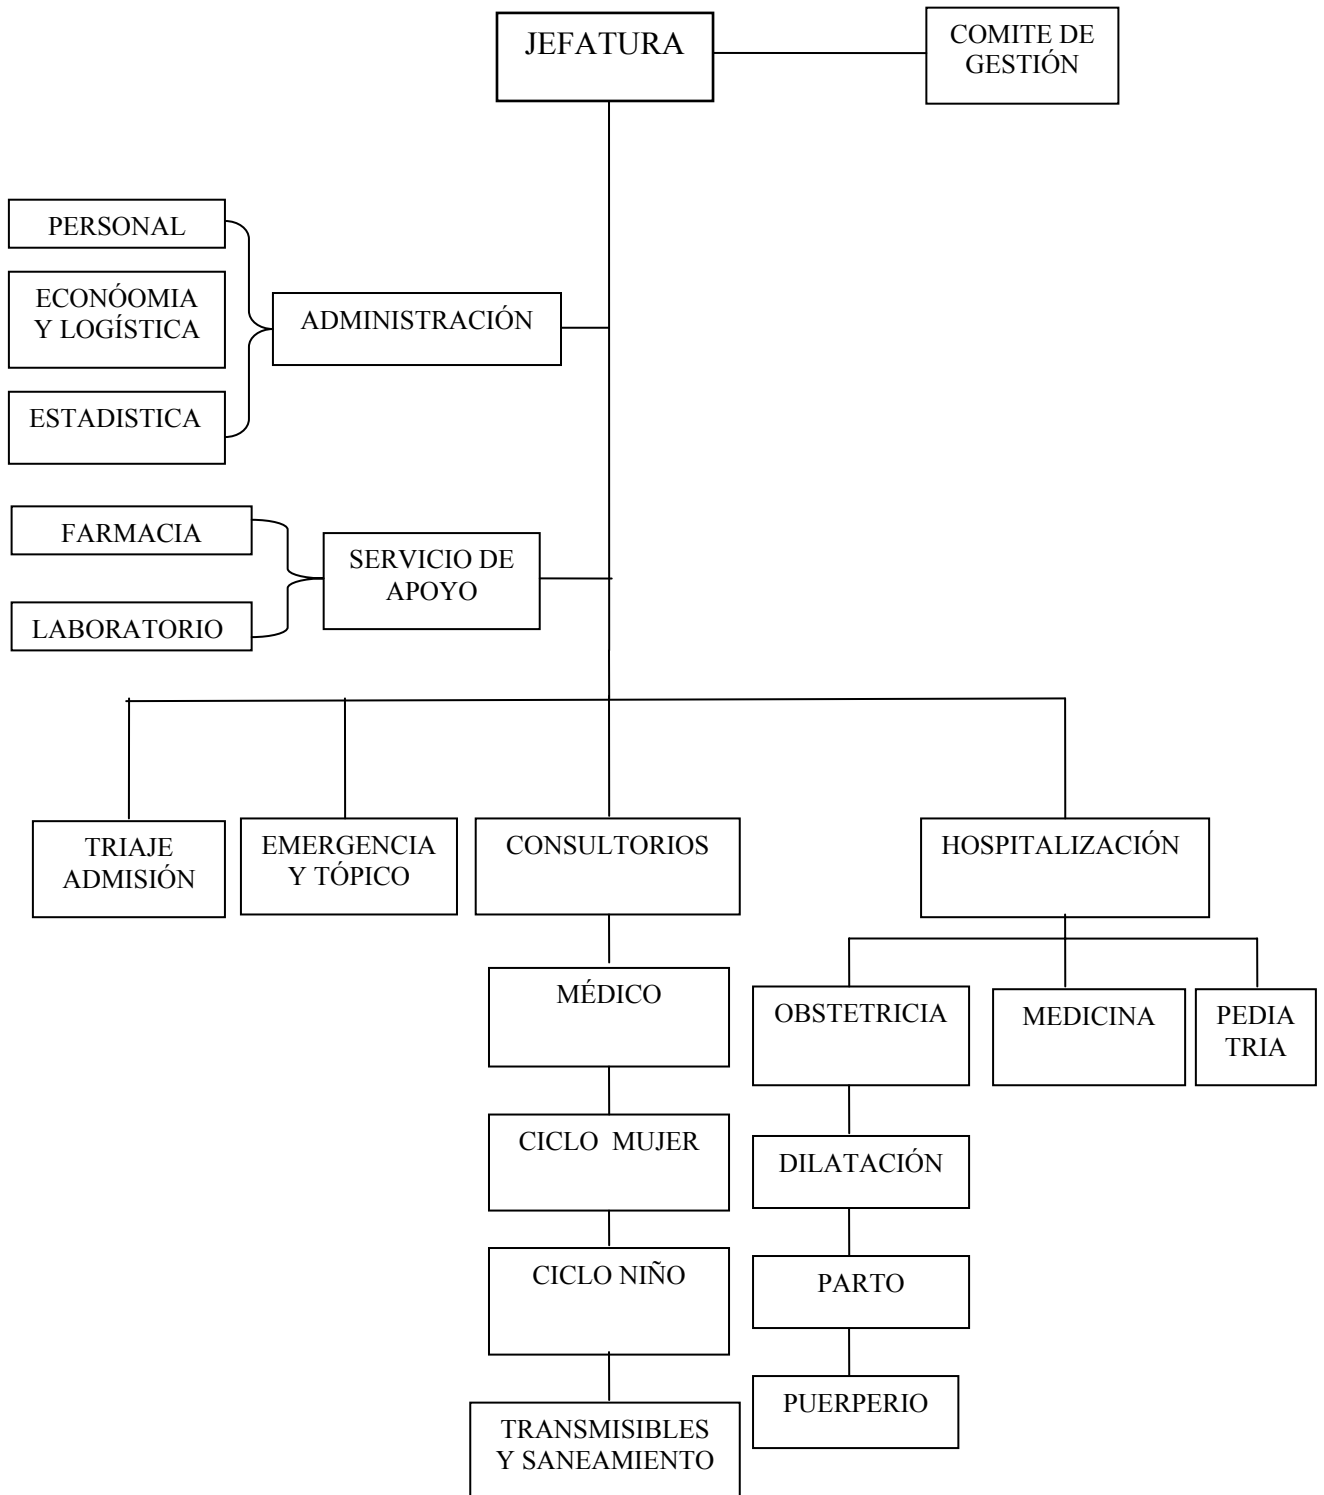 JEFATURA
COMITE DE
GESTIÓN
PERSONAL
ECONÓOMIA
Y LOGÍSTICA
ADMINISTRACIÓN
ESTADISTICA
FARMACIA
SERVICIO DE
APOYO
LABORATORIO
TRIAJE
ADMISIÓN
EMERGENCIA
Y TÓPICO
CONSULTORIOS
HOSPITALIZACIÓN
MÉDICO
OBSTETRICIA
MEDICINA
PEDIA
TRIA
CICLO  MUJER
DILATACIÓN
CICLO NIÑO
PARTO
PUERPERIO
TRANSMISIBLES
Y SANEAMIENTO